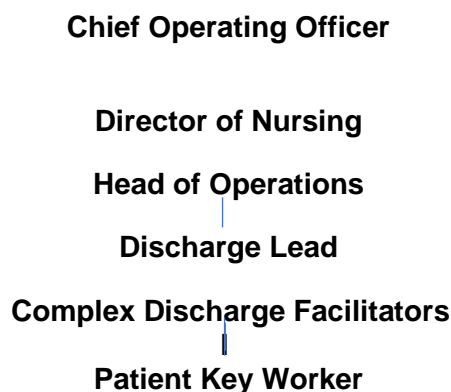 Chief Operating Officer
Director of Nursing
Head of Operations
Discharge Lead
Complex Discharge Facilitators
Patient Key Worker